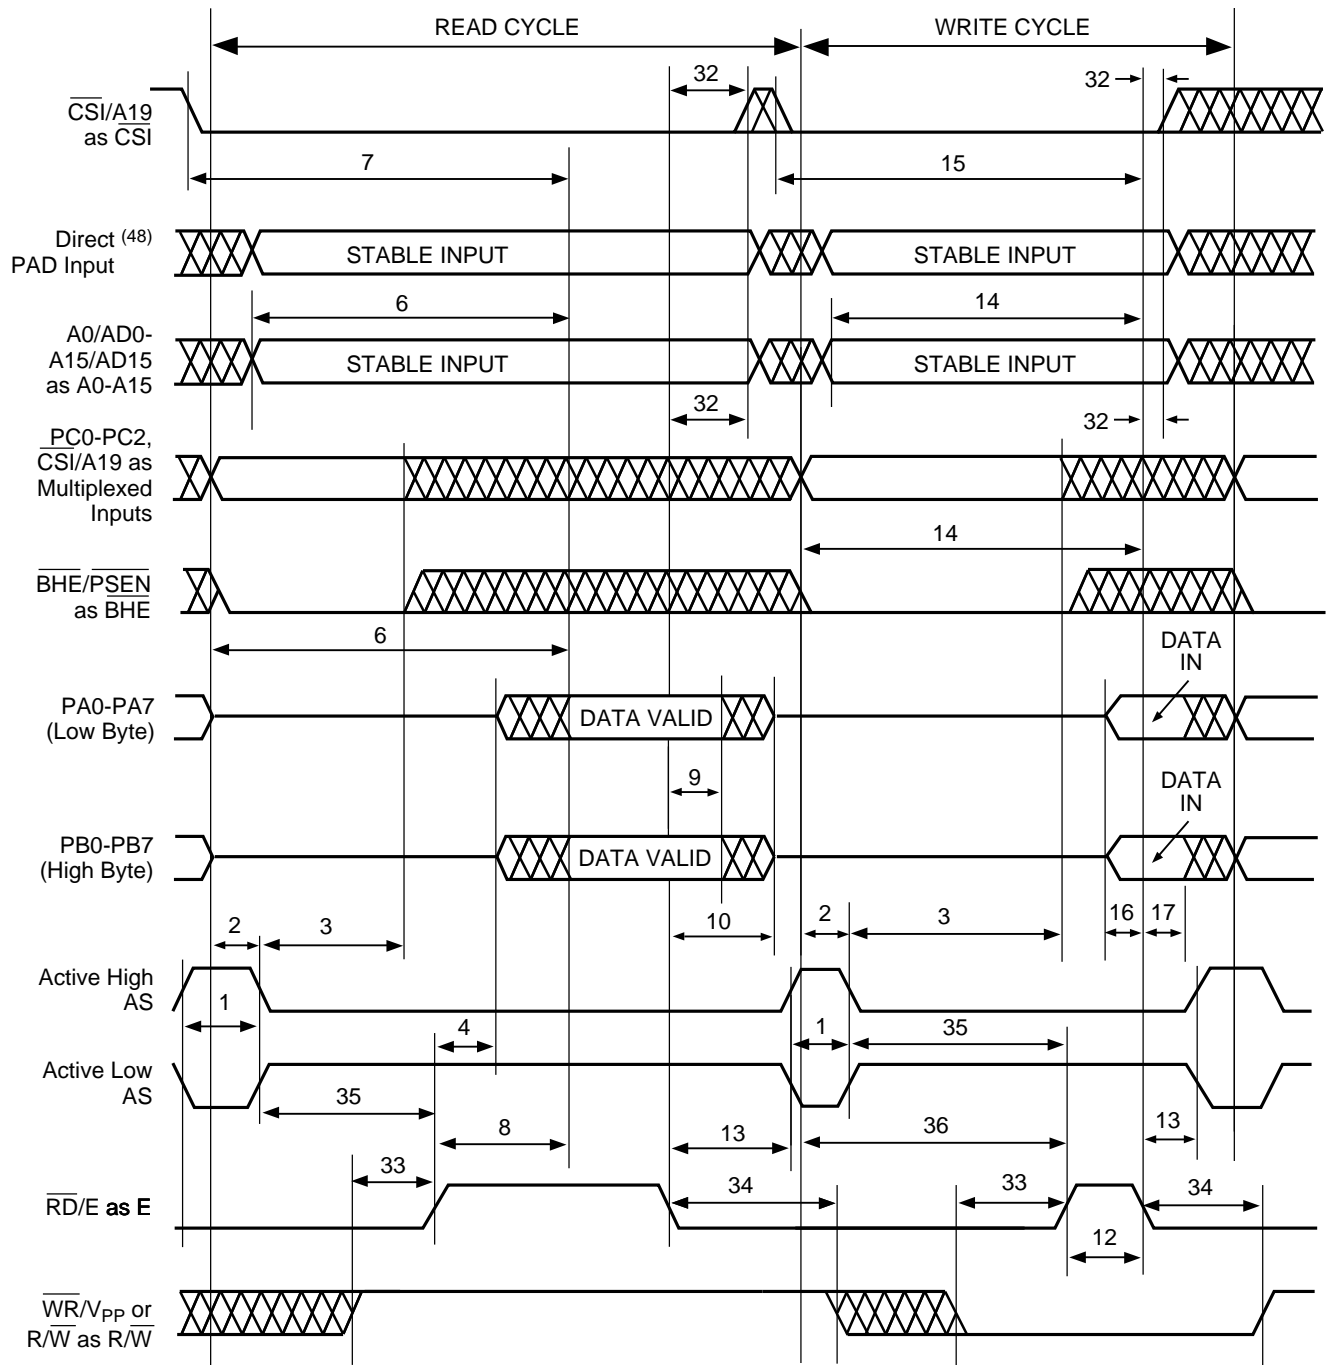 READ CYCLE
WRITE CYCLE
32
32
CSI/A19
as CSI
7
15
Direct (48)
PAD Input
STABLE INPUT
STABLE INPUT
6
14
A0/AD0-
A15/AD15
as A0-A15
STABLE INPUT
STABLE INPUT
32
32
PC0-PC2,
CSI/A19 as
Multiplexed
Inputs
14
BHE/PSEN
as BHE
6
DATA
IN
PA0-PA7
(Low Byte)
DATA VALID
9
DATA
IN
PB0-PB7
(High Byte)
DATA VALID
2
3
10
2
3
16
17
Active High
AS
1
4
1
35
Active Low
AS
35
8
13
36
13
33
34
33
34
RD/E as E
12
WR/VPP or
R/W as R/W